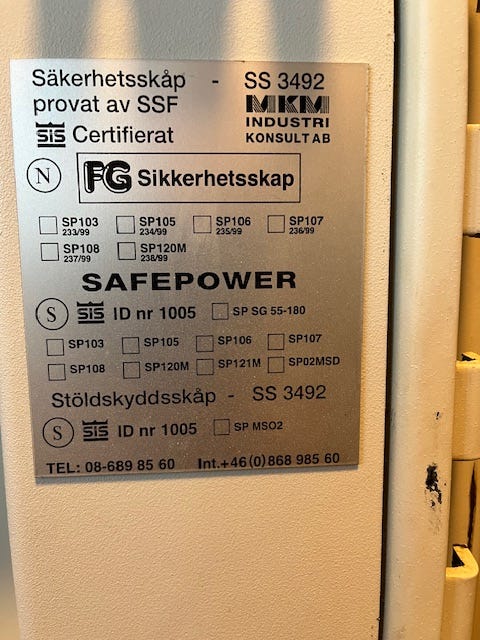 Säkerhetsskåp - SS 3492
provat av SSF MKM
INDUSTRI
SIS Certifierat KONSULT AB
N FG Sikkerhetsskap
SP103 SP105 SP106 SP107
233/99 234/99 235/99 236/99
SP108 SP120M
237/99 238/99
SAFEPOWER
S SIS ID nr 1005 SP SG 55-180
SP103 SP105 SP106 SP107
SP108 SP120M SP121M SP02MSD
Stöldskyddsskåp - SS 3492
S SIS ID nr 1005 SP MSO2
TEL: 08-689 85 60 Int.+46(0)868 985 60